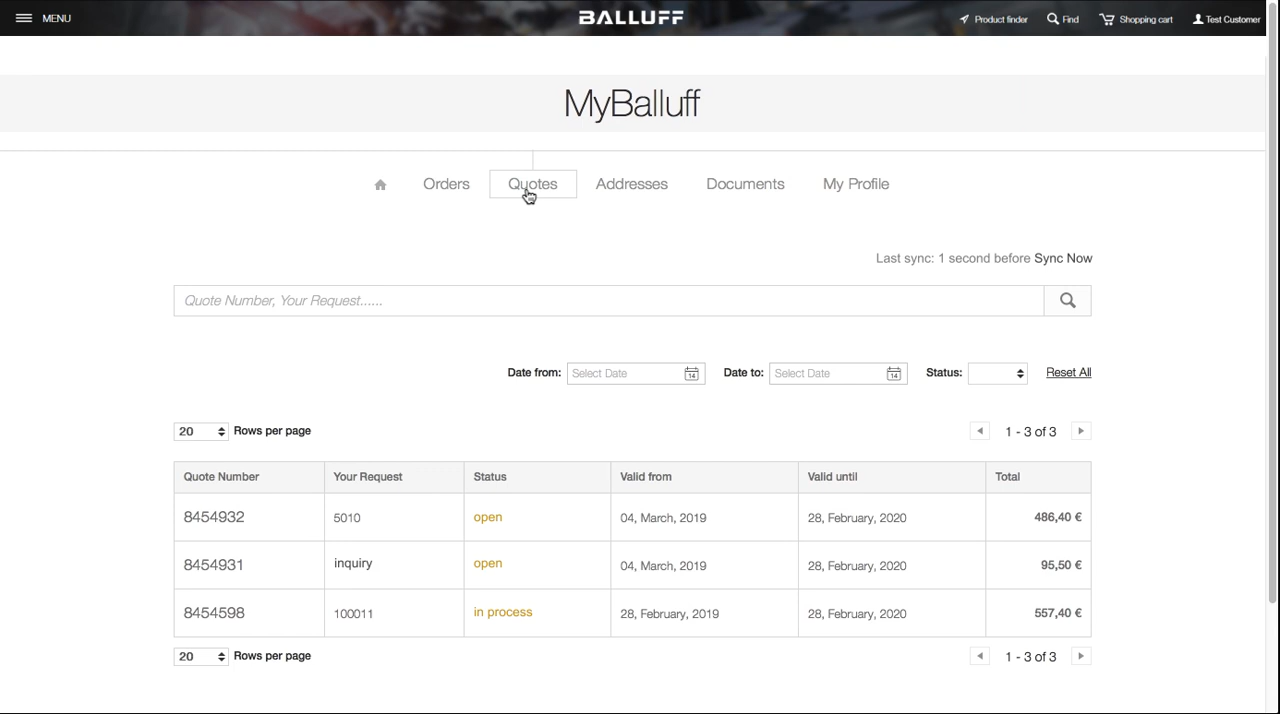 MENU BALLUFF Product finder Find Shopping cart Test Customer
MyBalluff
Orders Quotes Addresses Documents My Profile
Last sync: 1 second before Sync Now
Quote Number, Your Request......
Date from: Select Date 14 Date to: Select Date 14 Status: Reset All
20 Rows per page 1 - 3 of 3
Quote Number Your Request Status Valid from Valid until Total
8454932 5010 open 04, March, 2019 28, February, 2020 486,40 €
8454931 inquiry open 04, March, 2019 28, February, 2020 95,50 €
8454598 100011 in process 28, February, 2019 28, February, 2020 557,40 €
20 Rows per page 1 - 3 of 3